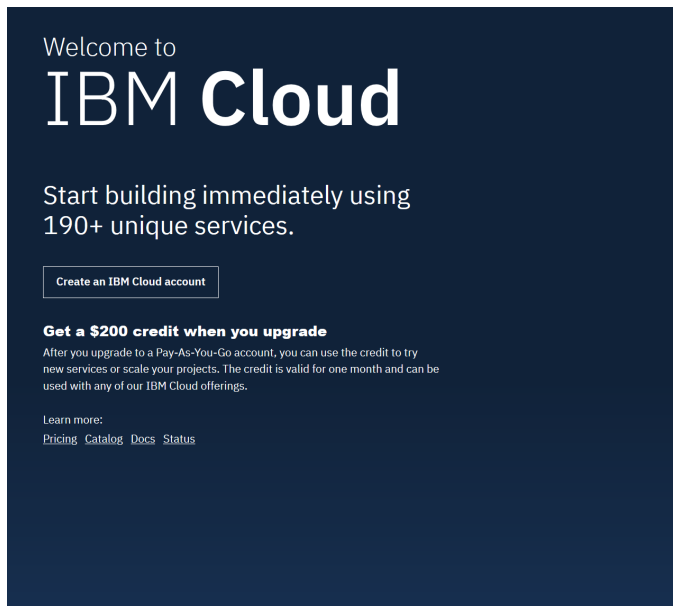 Welcome to
IBM Cloud
Start building immediately using
190+ unique services.
Create an IBM Cloud account
Get a $200 credit when you upgrade
After you upgrade to a Pay-As-You-Go account, you can use the credit to try
new services or scale your projects. The credit is valid for one month and can be
used with any of our IBM Cloud offerings.
Learn more:
Pricing Catalog Docs Status